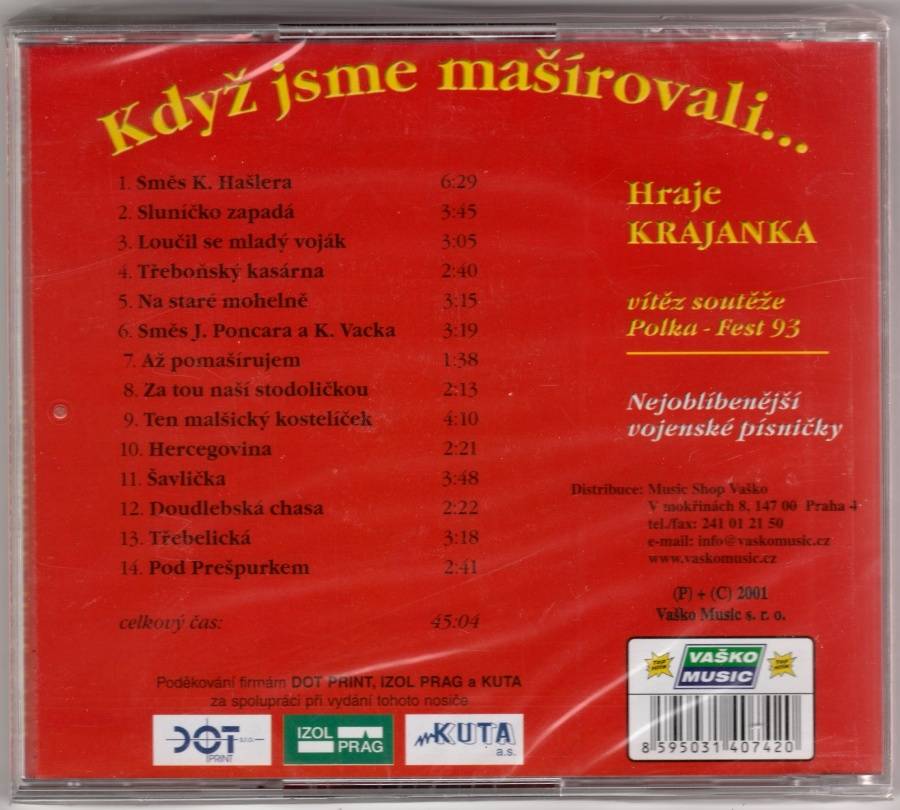 Když jsme mašírovali...
1. Směs K. Hašlera 6:29
2. Sluníčko zapadá 3:45
3. Loučil se mladý voják 3:05
4. Třeboňský kasárna 2:40
5. Na staré mohelně 3:15
6. Směs J. Poncara a K. Vacka 3:19
7. Až pomašírujem 1:38
8. Za tou naší stodoličkou 2:13
9. Ten malšický kostelíček 4:10
10. Hercegovina 2:21
11. Šavlička 3:48
12. Doudlebská chasa 2:22
13. Třebelická 3:18
14. Pod Prešpurkem 2:41
celkový čas: 45:04
Hraje
KRAJANKA
vítěz soutěže
Polka - Fest 93
Nejoblíbenější
vojenské písničky
Distribuce: Music Shop Vaško
V mokřinách 8, 147 00 Praha 4
tel./fax: 241 01 21 50
e-mail: info@vaskomusic.cz
www.vaskomusic.cz
(P) + (C) 2001
Vaško Music s. r. o.
Poděkování firmám DOT PRINT, IZOL PRAG a KUTA
za spolupráci při vydání tohoto nosiče
DOT s.r.o.
PRINT
IZOL
PRAG
KUTA
a.s.
VAŠKO
MUSIC
8 595031 407420